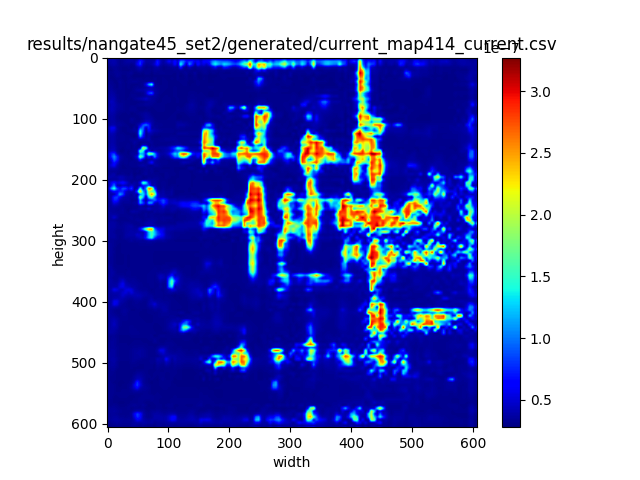 results/nangate45_set2/generated/current_map414_current.csv
1e−7
0
100
200
300
400
500
600
height
0 100 200 300 400 500 600
width
3.0
2.5
2.0
1.5
1.0
0.5